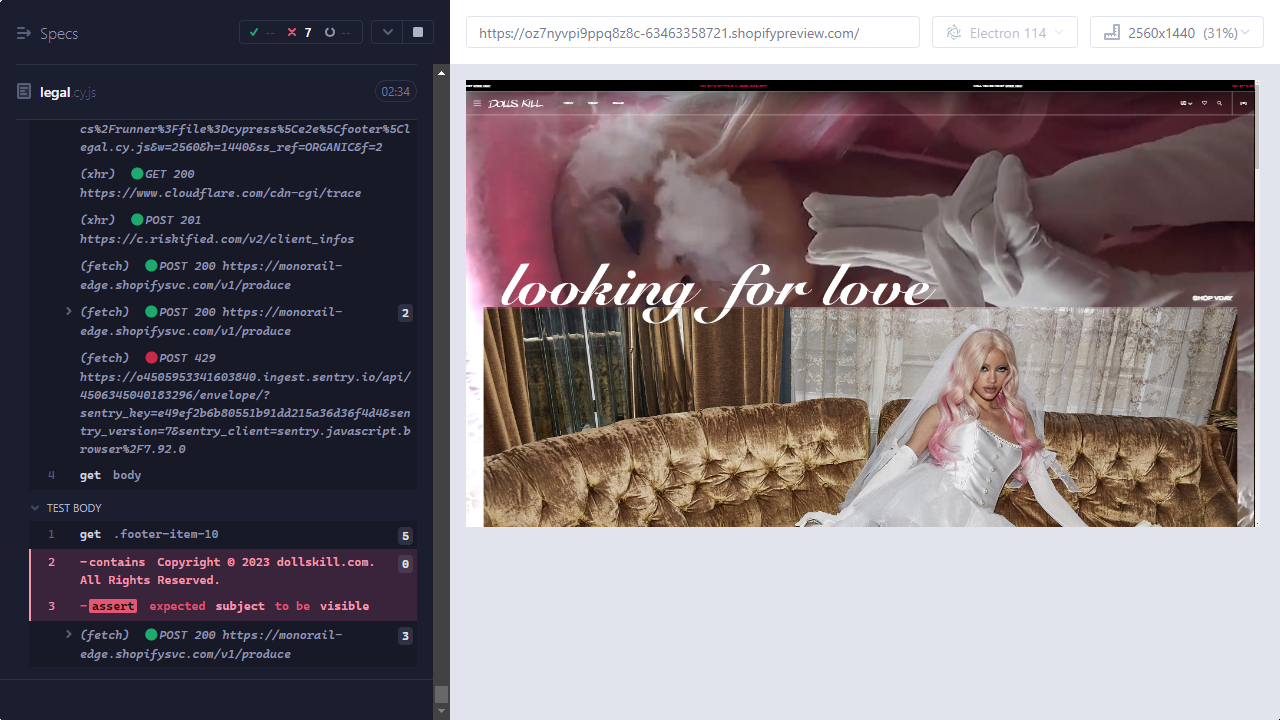 Specs
--
7
--
legal.cy.js
02:34
cs%2Frunner%3Ffile%3Dcypress%5Ce2e%5Cfooter%5Cl
egal.cy.js&w=2560&h=1440&ss_ref=ORGANIC&f=2
(xhr) GET 200
https://www.cloudflare.com/cdn-cgi/trace
(xhr) POST 201
https://c.riskified.com/v2/client_infos
(fetch) POST 200 https://monorail-
edge.shopifysvc.com/v1/produce
(fetch) POST 200 https://monorail-
edge.shopifysvc.com/v1/produce
2
(fetch) POST 429
https://o4505953341603840.ingest.sentry.io/api/
4506345040183296/envelope/?
sentry_key=e49ef2b6b80551b91dd215a36d36f4d4&sen
try_version=7&sentry_client=sentry.javascript.b
rowser%2F7.92.0
4 get body
TEST BODY
1 get .footer-item-10 5
2 -contains Copyright © 2023 dollskill.com.
All Rights Reserved.
0
3 -assert expected subject to be visible
(fetch) POST 200 https://monorail-
edge.shopifysvc.com/v1/produce
3
https://oz7nyvpi9ppq8z8c-63463358721.shopifypreview.com/
Electron 114
2560x1440 (31%)
DOLLS KILL
looking for love
SHOP VDAY